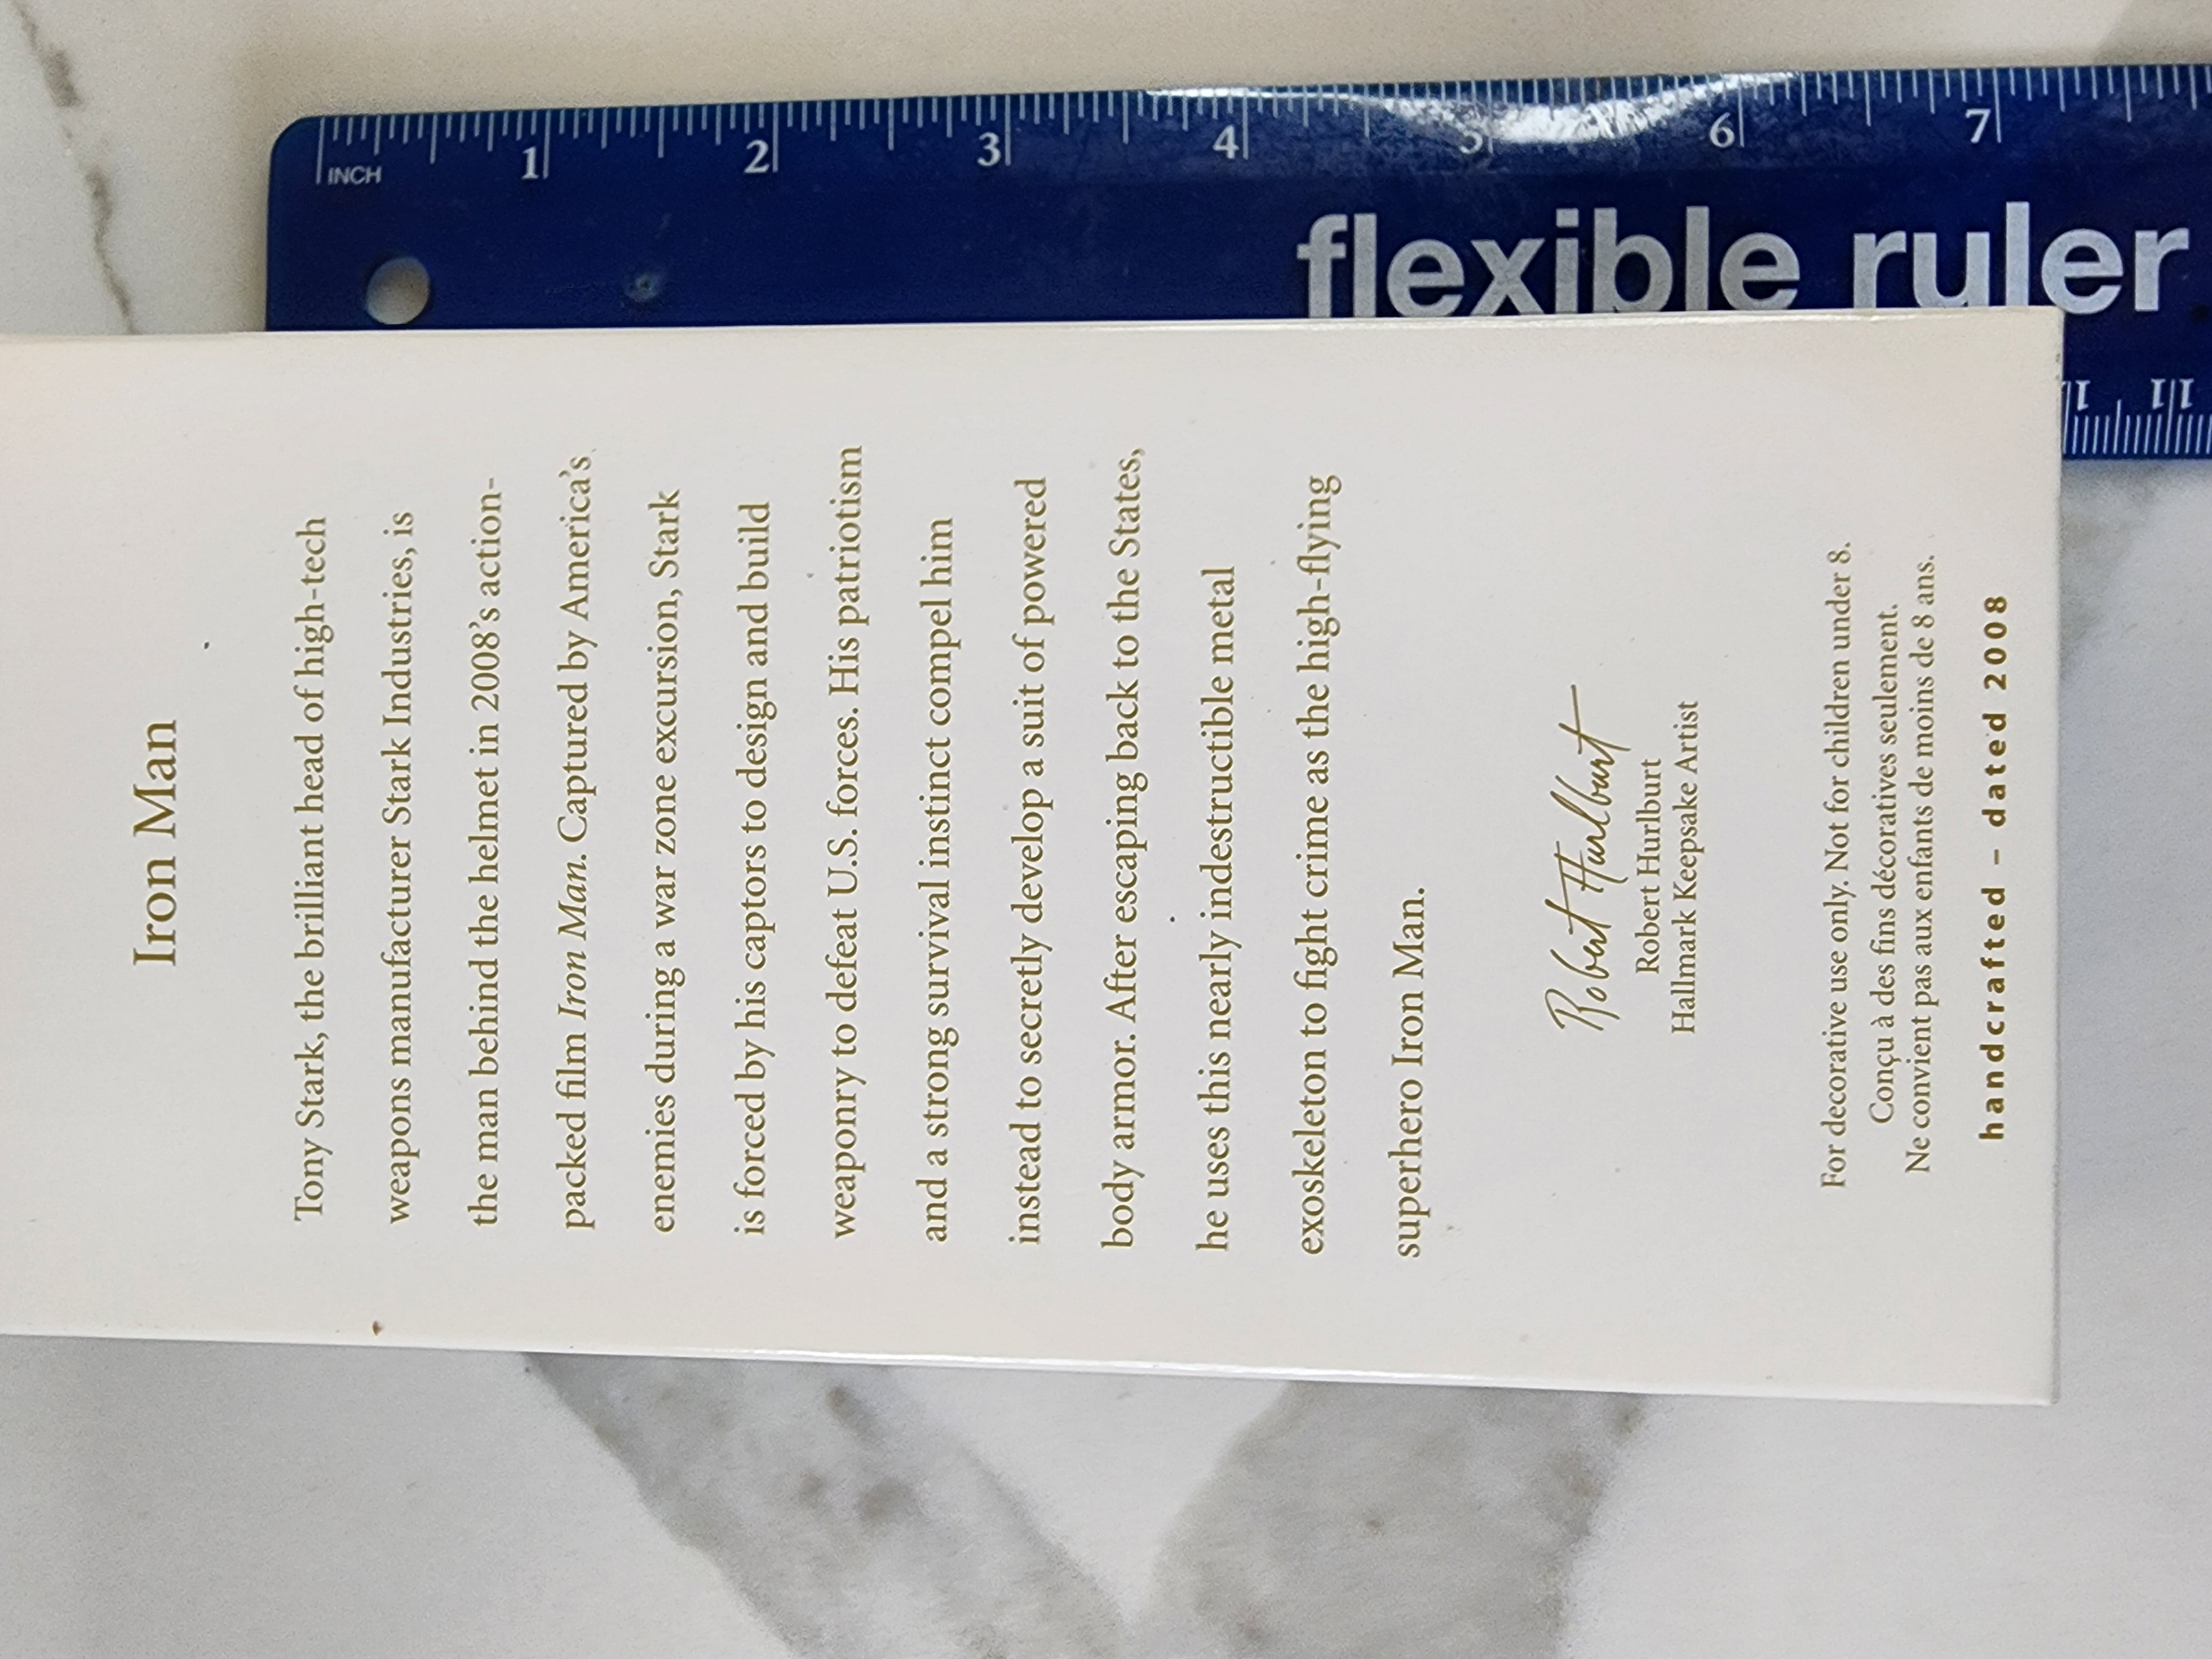 INCH 1 2 3 4 5 6 7
flexible ruler
11
Iron Man
Tony Stark, the brilliant head of high-tech
weapons manufacturer Stark Industries, is
the man behind the helmet in 2008's action-
packed film Iron Man. Captured by America's
enemies during a war zone excursion, Stark
is forced by his captors to design and build
weaponry to defeat U.S. forces. His patriotism
and a strong survival instinct compel him
instead to secretly develop a suit of powered
body armor. After escaping back to the States,
he uses this nearly indestructible metal
exoskeleton to fight crime as the high-flying
superhero Iron Man.
Robert Hurlburt
Robert Hurlburt
Hallmark Keepsake Artist
For decorative use only. Not for children under 8.
Conçu à des fins décoratives seulement.
Ne convient pas aux enfants de moins de 8 ans.
handcrafted – dated 2008